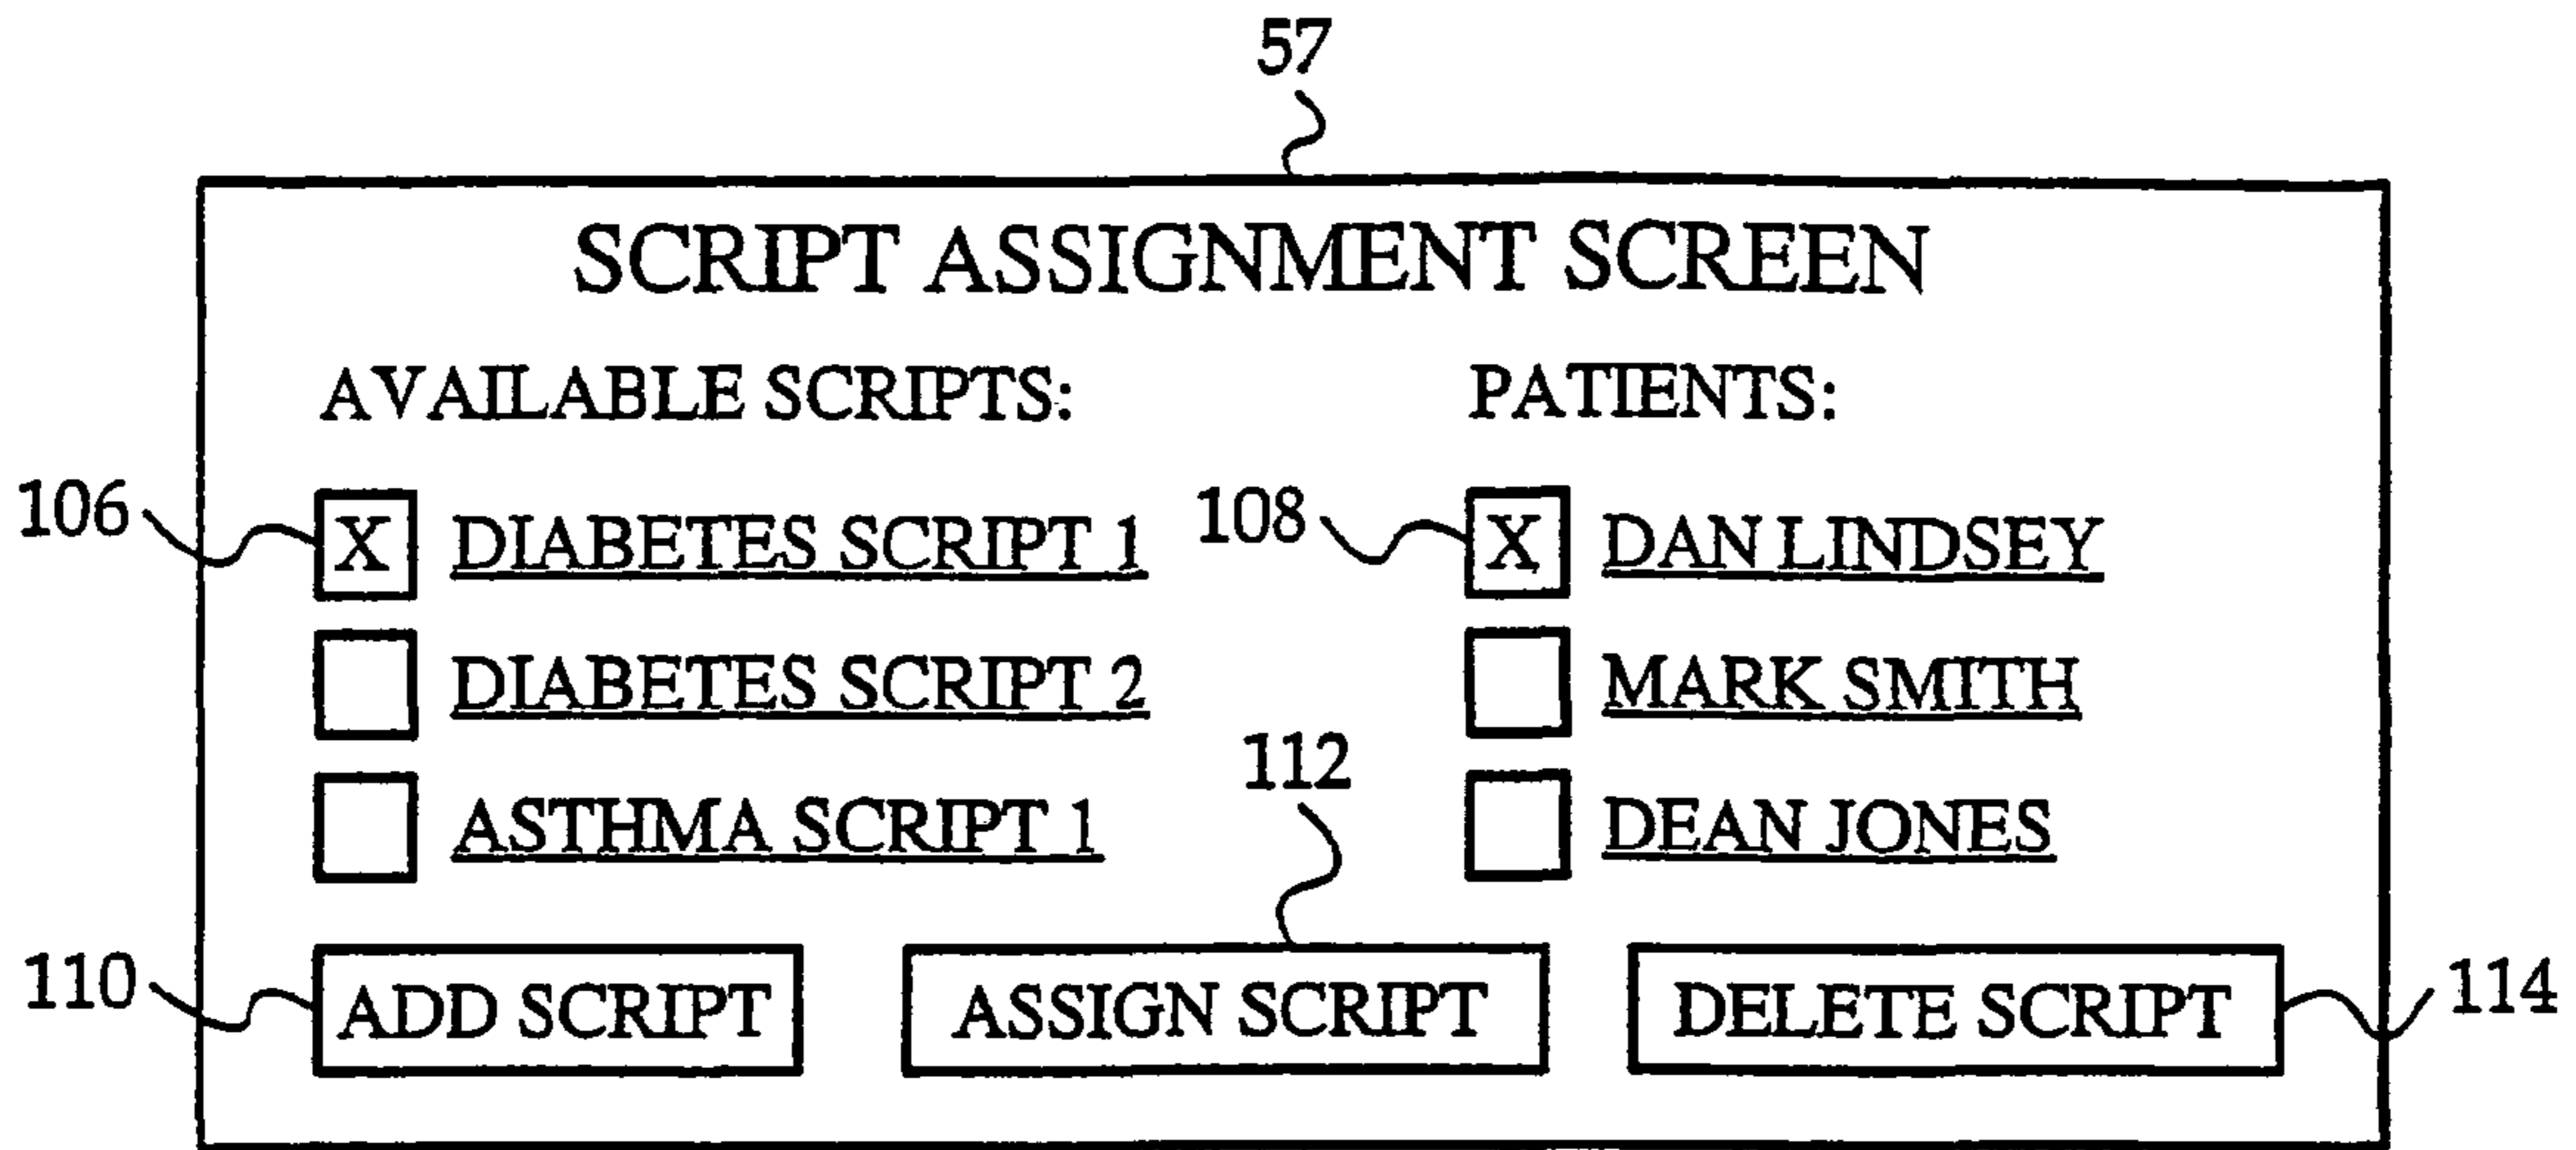 57
SCRIPT ASSIGNMENT SCREEN
AVAILABLE SCRIPTS: PATIENTS:
106 X DIABETES SCRIPT 1 108 X DAN LINDSEY
DIABETES SCRIPT 2 MARK SMITH
112
ASTHMA SCRIPT 1 DEAN JONES
110 ADD SCRIPT ASSIGN SCRIPT DELETE SCRIPT 114